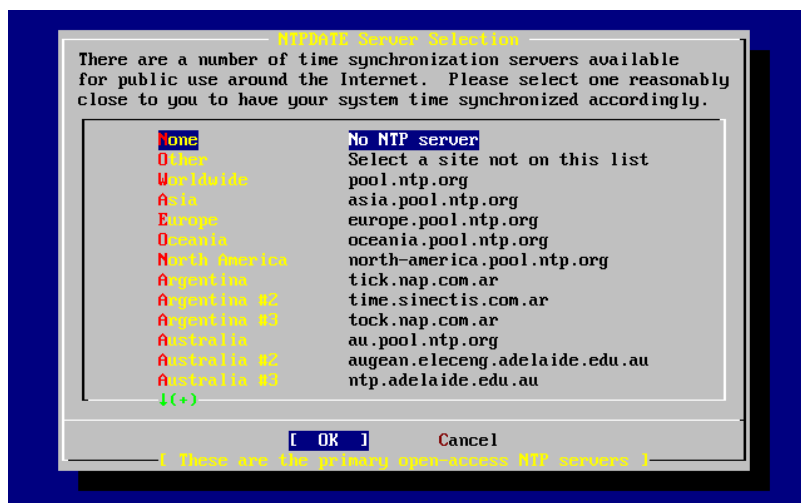 NTPDATE Server Selection
There are a number of time synchronization servers available
for public use around the Internet.  Please select one reasonably
close to you to have your system time synchronized accordingly.
None No NTP server
Other Select a site not on this list
Worldwide pool.ntp.org
Asia asia.pool.ntp.org
Europe europe.pool.ntp.org
Oceania oceania.pool.ntp.org
North America north-america.pool.ntp.org
Argentina tick.nap.com.ar
Argentina #2 time.sinectis.com.ar
Argentina #3 tock.nap.com.ar
Australia au.pool.ntp.org
Australia #2 augean.eleceng.adelaide.edu.au
Australia #3 ntp.adelaide.edu.au
↓(+)
[ OK ] Cancel
[ These are the primary open-access NTP servers ]